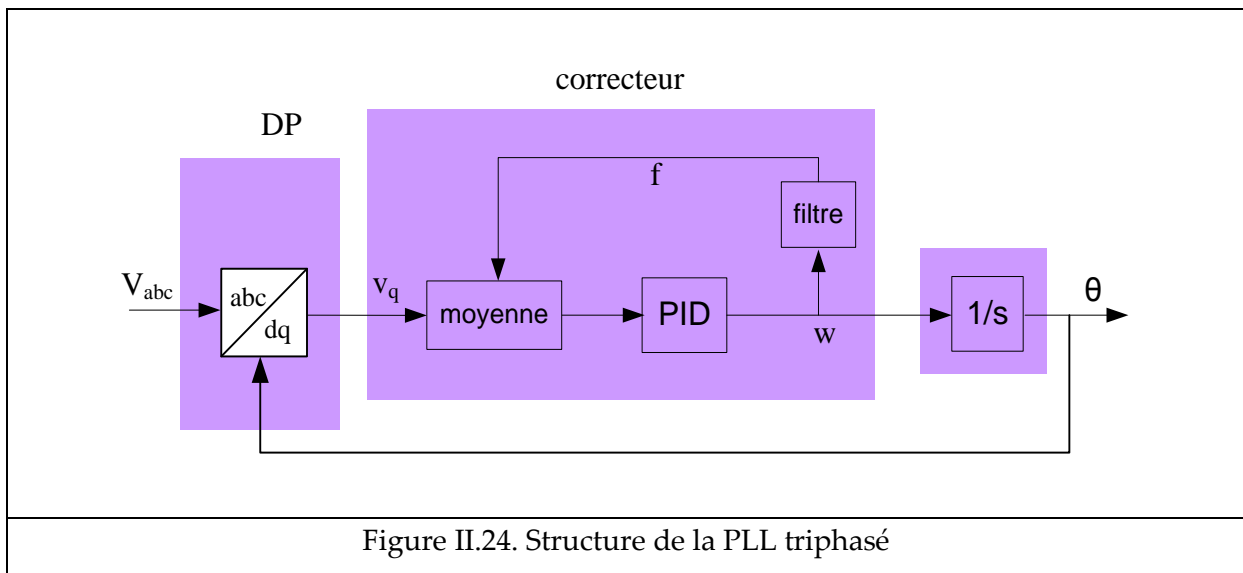 correcteur
DP
f
filtre
V_abc
abc
dq
v_q
moyenne
PID
w
1/s
θ
Figure II.24. Structure de la PLL triphasé